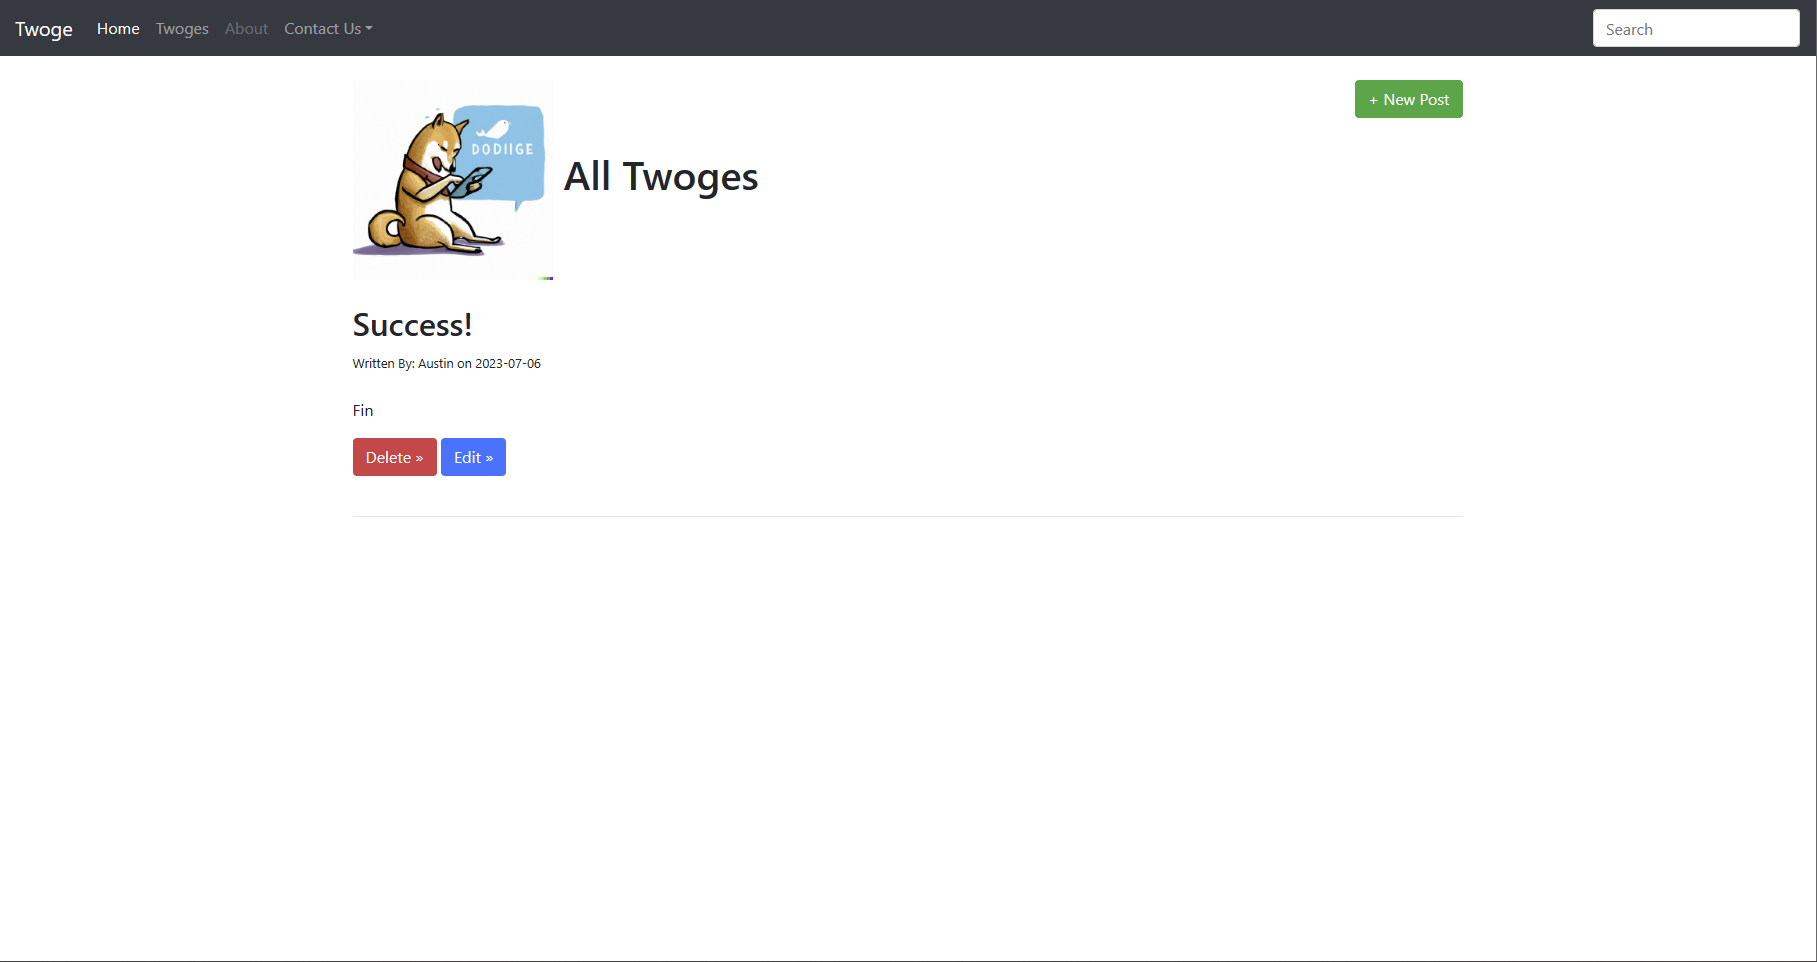 Twoge Home Twoges About Contact Us Search
+ New Post
DODIIGE
All Twoges
Success!
Written By: Austin on 2023-07-06
Fin
Delete » Edit »